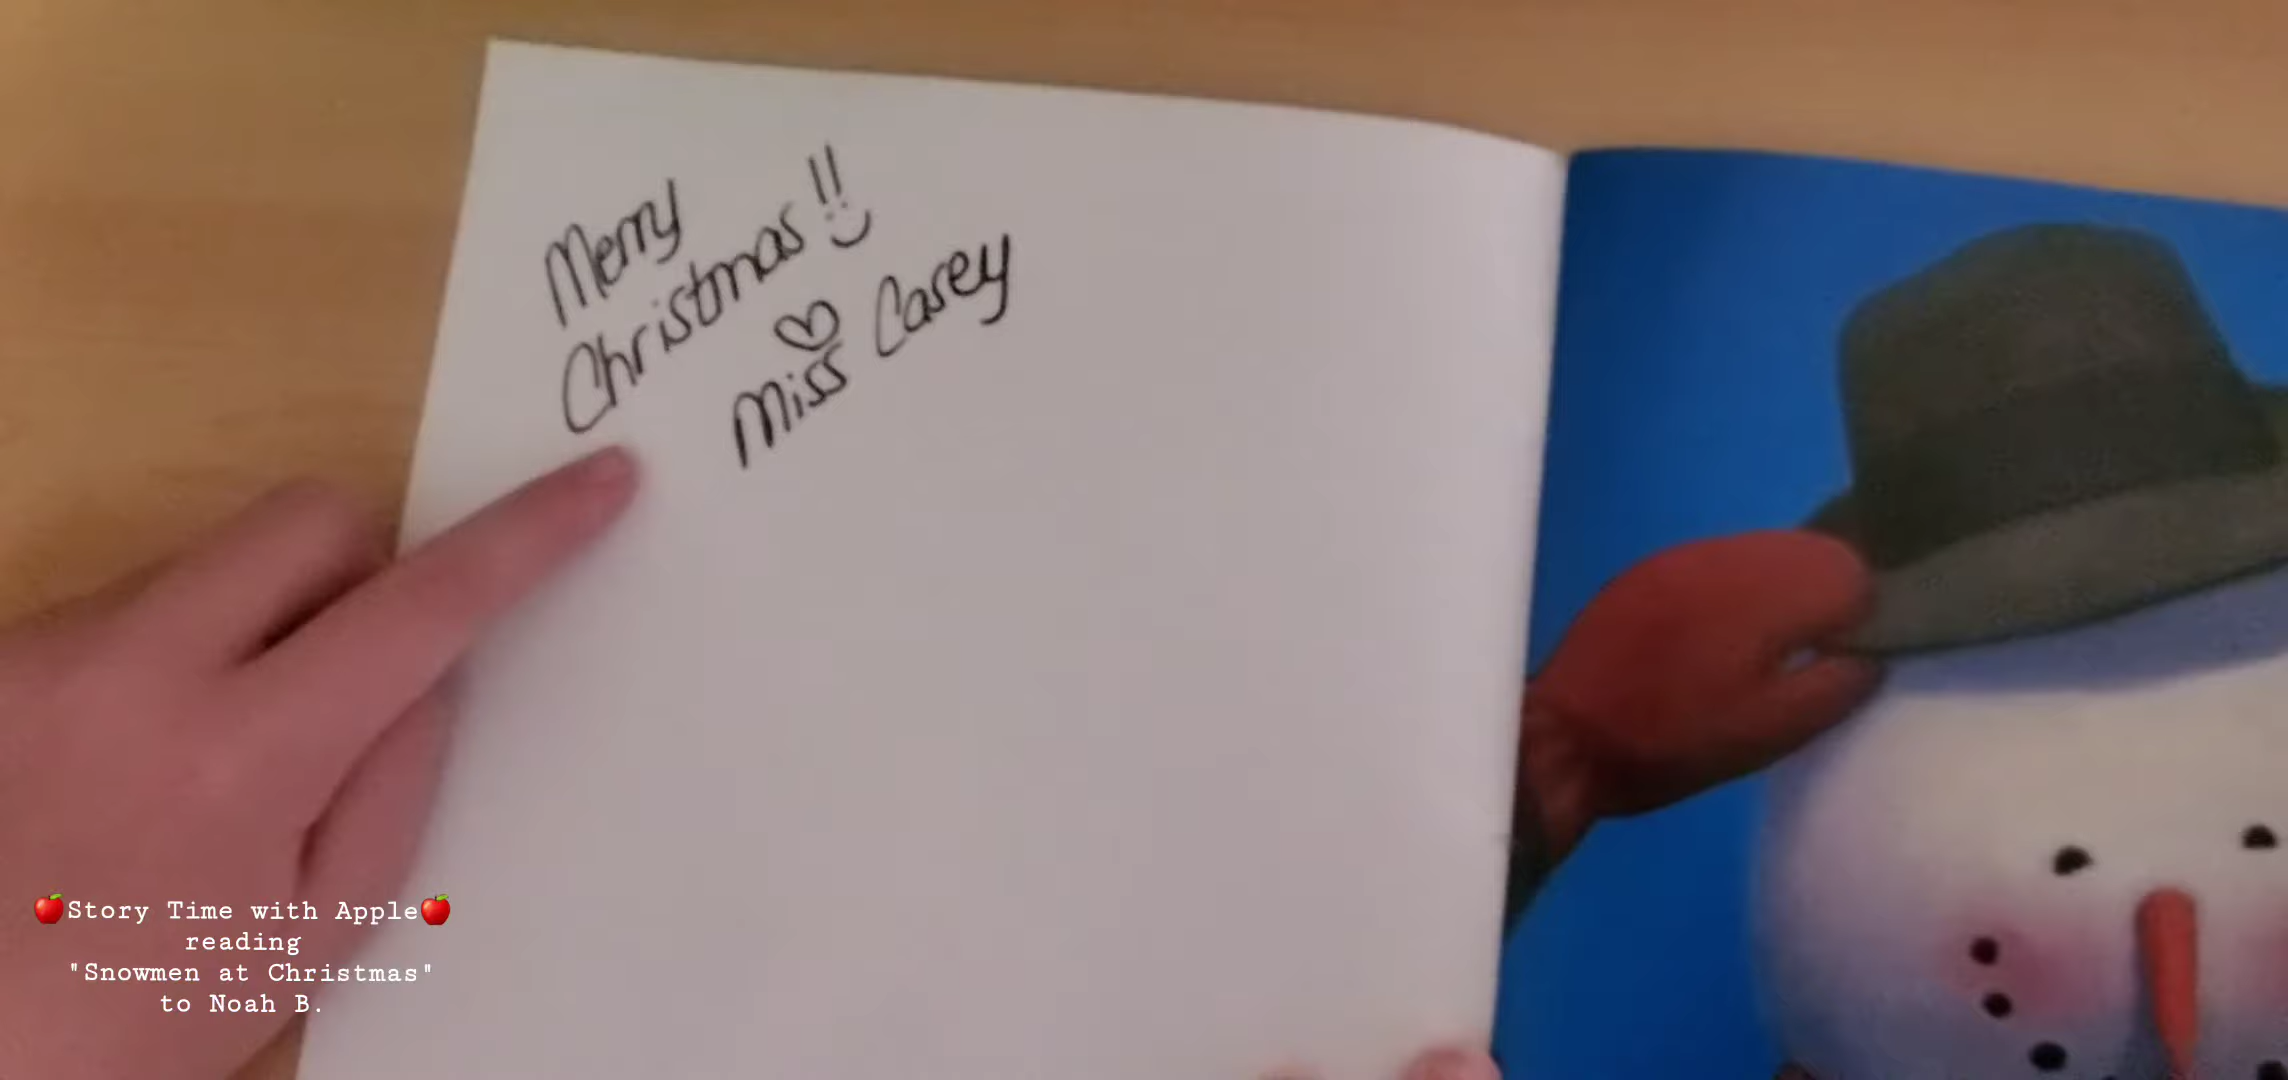 Merry
Christmas!!
♡
Miss Casey
🍎Story Time with Apple🍎
reading
"Snowmen at Christmas"
to Noah B.